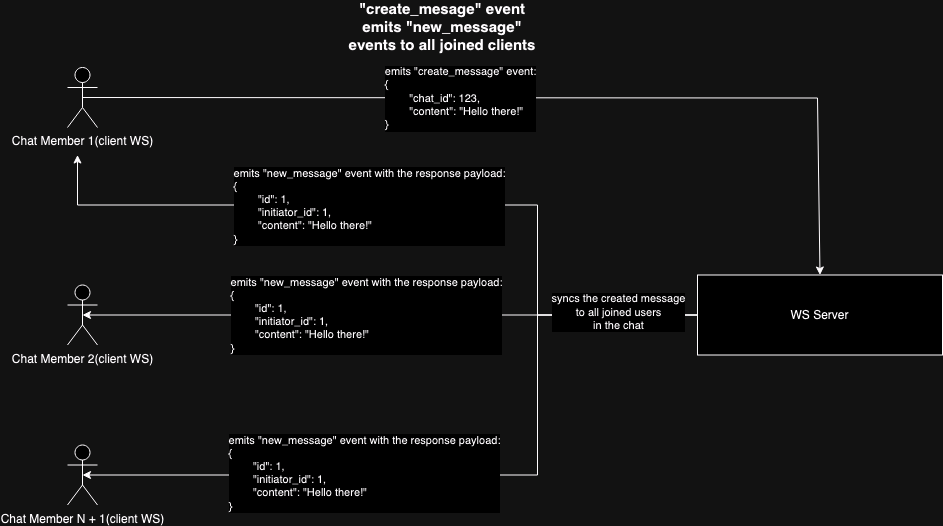 "create_mesage" event
emits "new_message"
events to all joined clients
emits "create_message" event:
{
"chat_id": 123,
"content": "Hello there!"
}
Chat Member 1(client WS)
emits "new_message" event with the response payload:
{
"id": 1,
"initiator_id": 1,
"content": "Hello there!"
}
emits "new_message" event with the response payload:
{
"id": 1,
"initiator_id": 1,
"content": "Hello there!"
}
Chat Member 2(client WS)
syncs the created message
to all joined users
in the chat
WS Server
emits "new_message" event with the response payload:
{
"id": 1,
"initiator_id": 1,
"content": "Hello there!"
}
Chat Member N + 1(client WS)